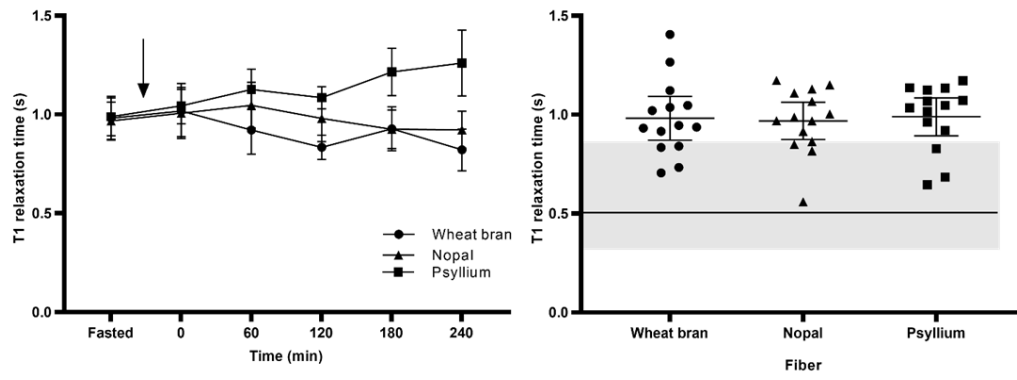 1.5
1.0
0.5
0.0
T1 relaxation time (s)
Wheat bran
Nopal
Psyllium
Fasted 0 60 120 180 240
Time (min)
1.5
1.0
0.5
0.0
T1 relaxation time (s)
Wheat bran Nopal Psyllium
Fiber